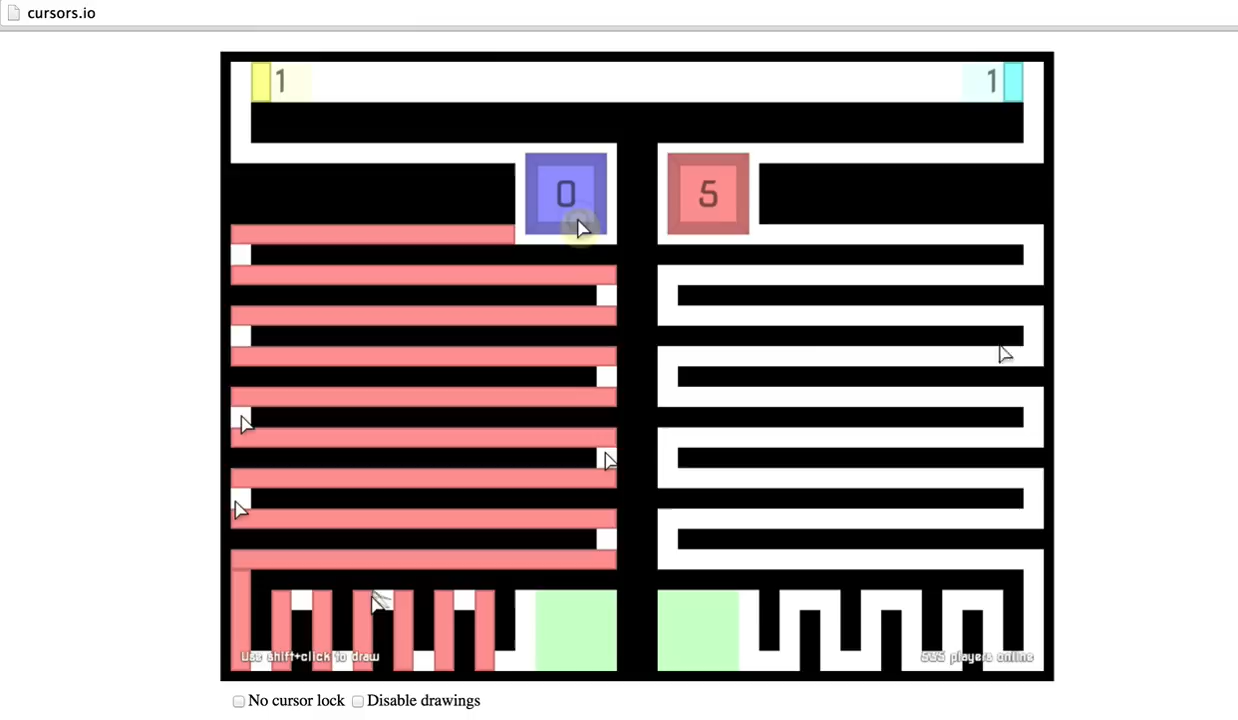 cursors.io
1 1
0 5
Use shift+click to draw
players online
No cursor lock Disable drawings